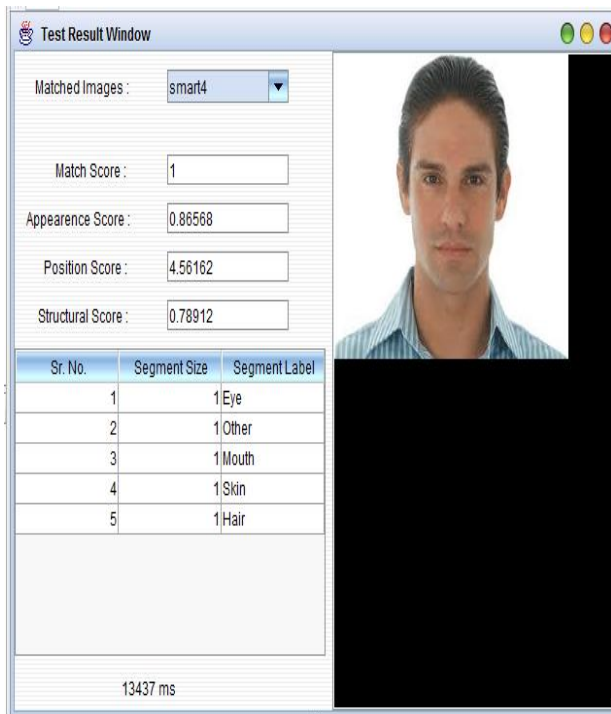 Test Result Window
Matched Images : smart4
Match Score : 1
Appearence Score : 0.86568
Position Score : 4.56162
Structural Score : 0.78912
Sr. No. Segment Size Segment Label
1 1 Eye
2 1 Other
3 1 Mouth
4 1 Skin
5 1 Hair
13437 ms